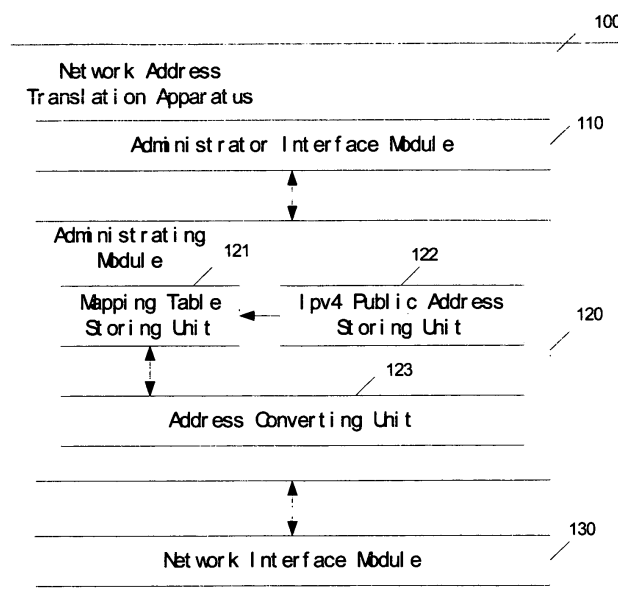 100
Network Address
Translation Apparatus
110
Administrator Interface Module
Administrating
Module
121
122
Mapping Table
Storing Unit
Ipv4 Public Address
Storing Unit
120
123
Address Converting Unit
130
Network Interface Module